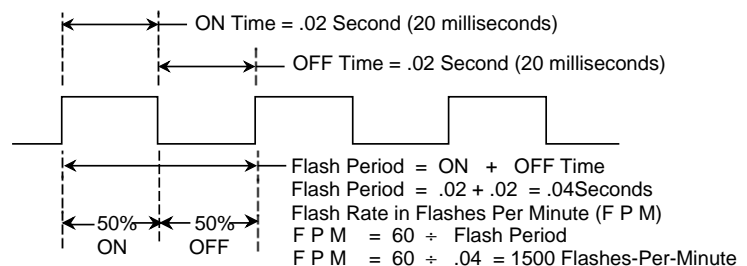 ON Time = .02 Second (20 milliseconds)
OFF Time = .02 Second (20 milliseconds)
Flash Period = ON + OFF Time
Flash Period = .02 + .02 = .04Seconds
Flash Rate in Flashes Per Minute (F P M)
F P M = 60 ÷ Flash Period
F P M = 60 ÷ .04 = 1500 Flashes-Per-Minute
50% ON
50% OFF